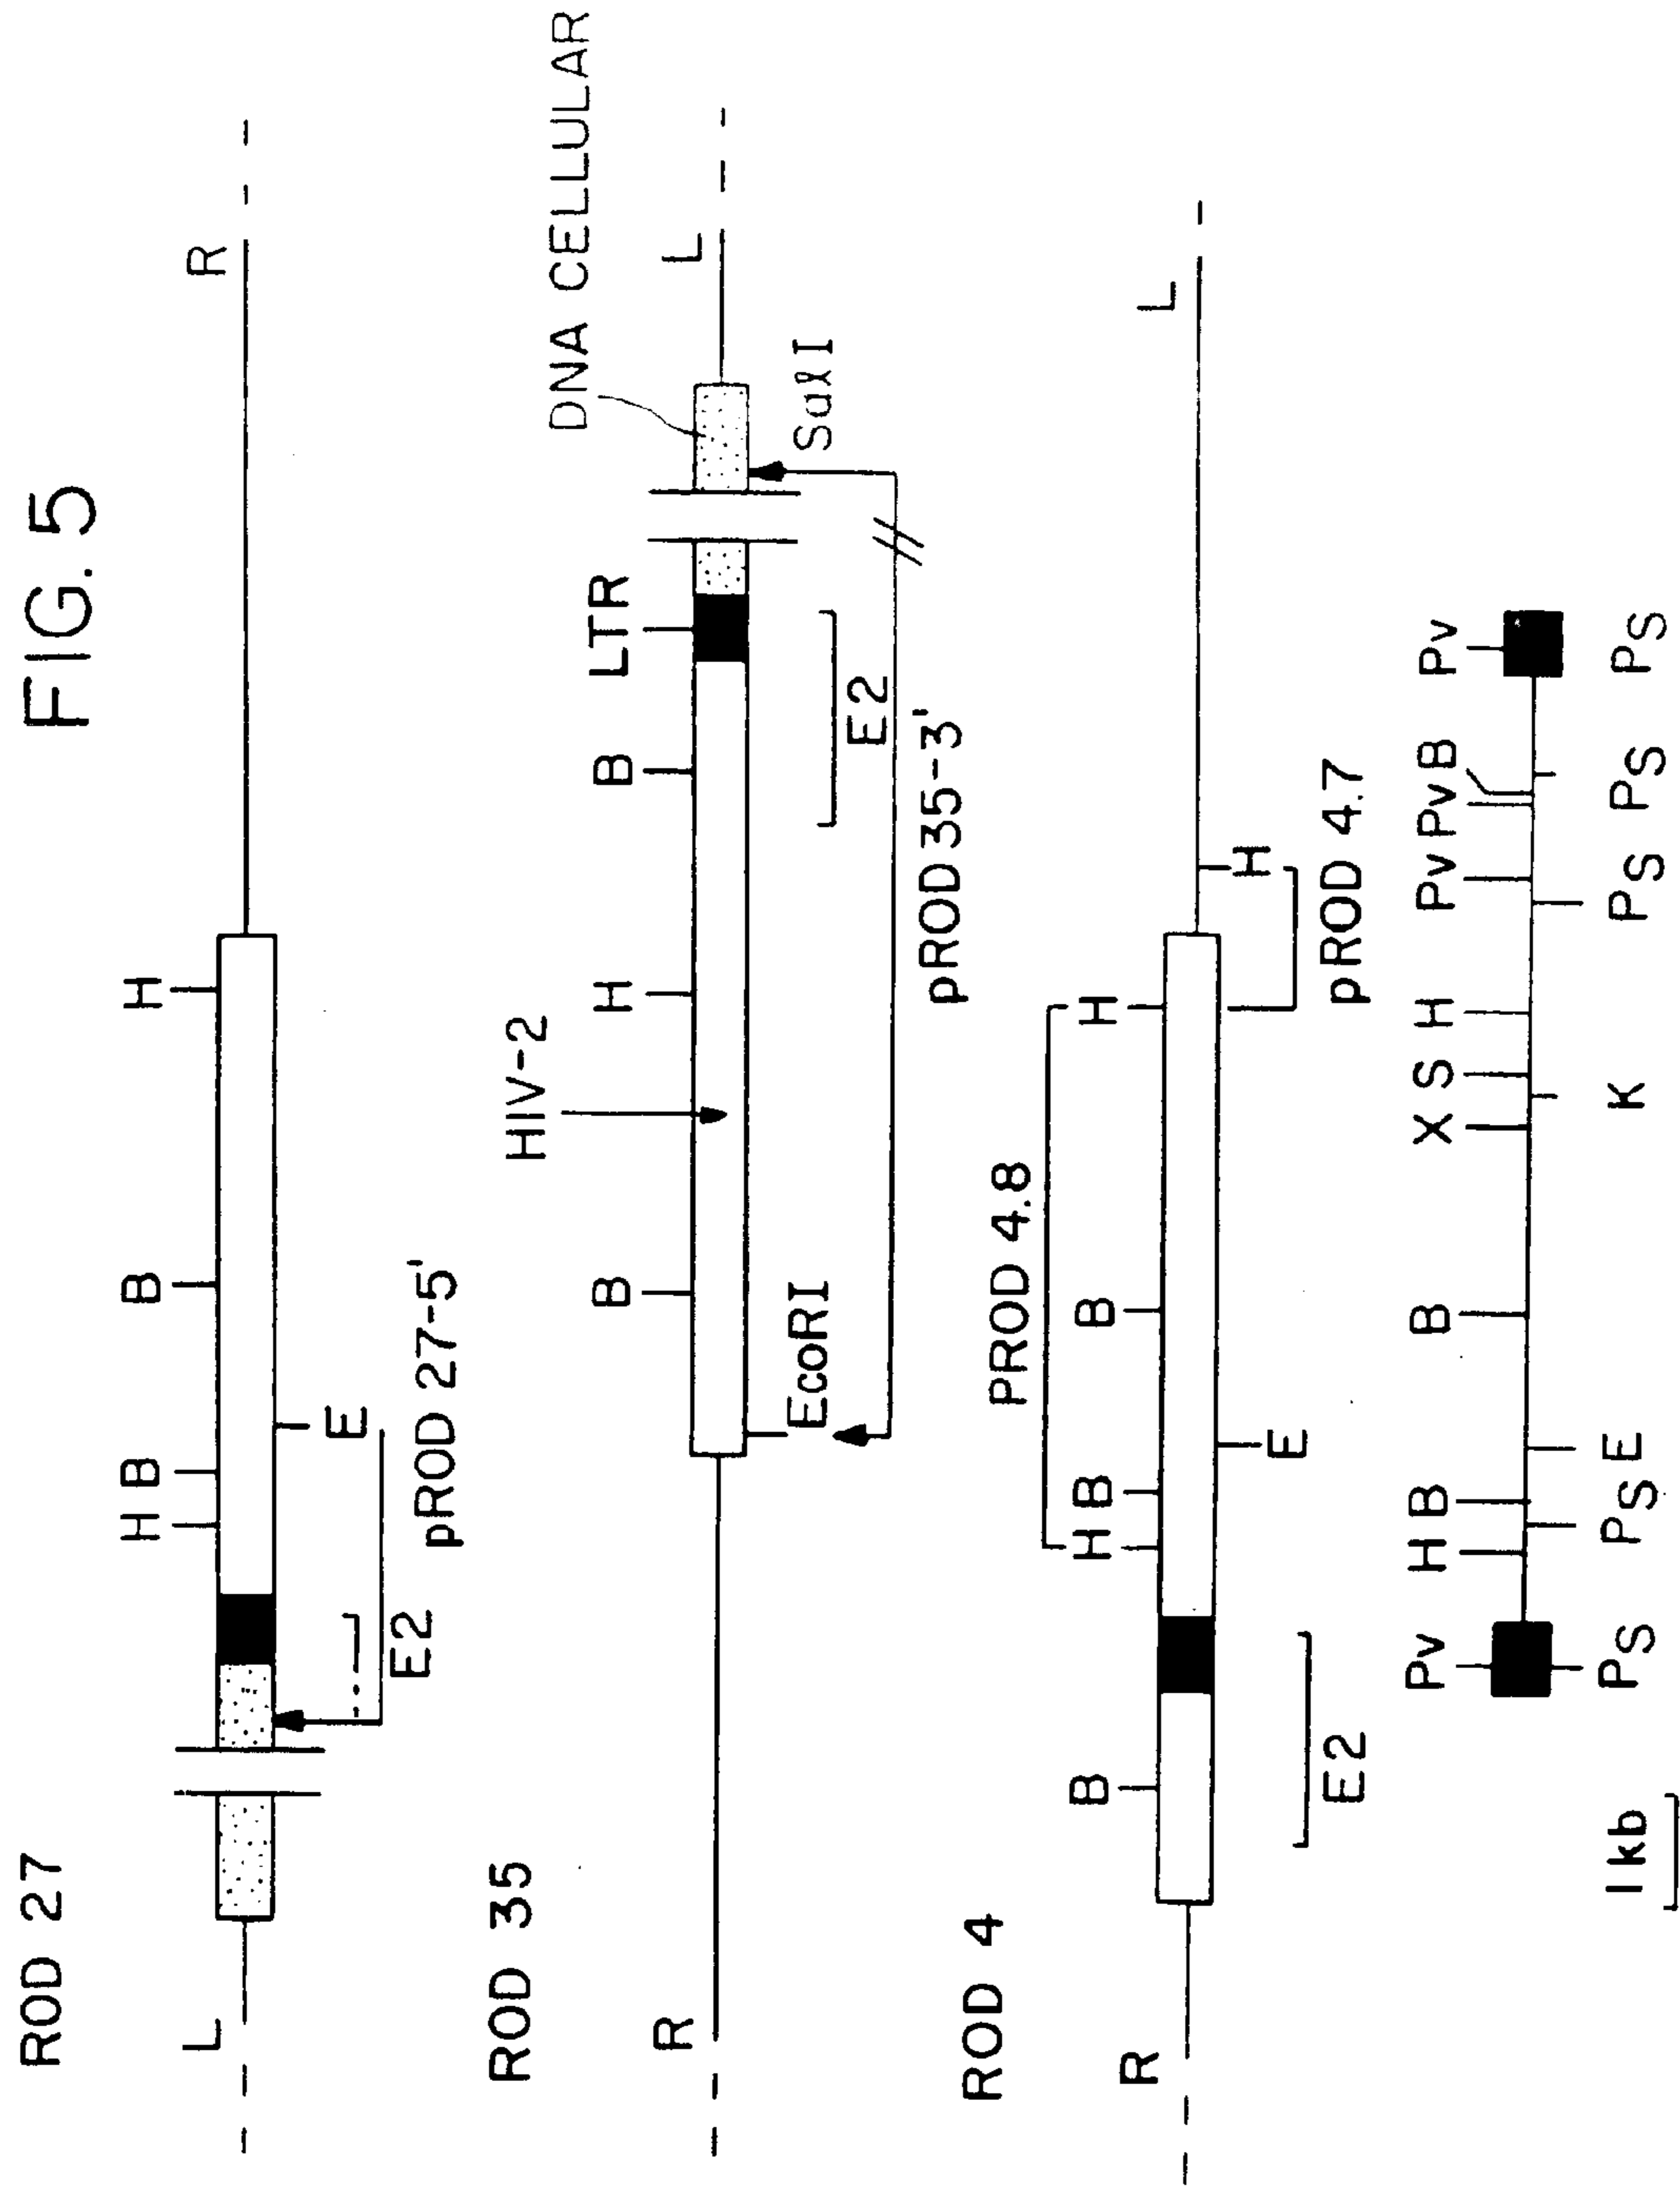 FIG. 5
ROD 27
H B B H
L R
E
E2
pROD 27-5'
ROD 35
DNA CELLULAR
HIV-2
B H B LTR
R L
EcoRI SalI
E2
pROD 35-3'
ROD 4
PROD 4.8
B H B B H
R L
E H
E2
pROD 4.7
Pv H B B X S H Pv Pv B Pv
PS PS E K PS PS PS
1 kb